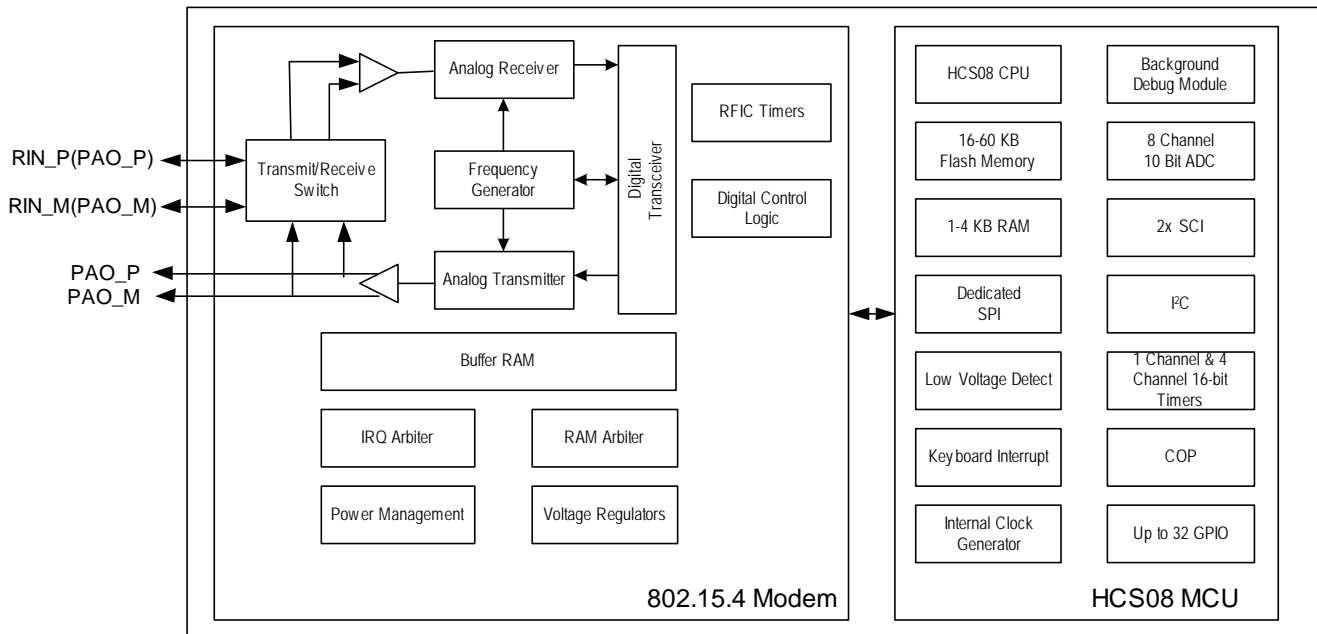 RIN_P(PAO_P)
RIN_M(PAO_M)
PAO_P
PAO_M
Transmit/Receive
Switch
Analog Receiver
Frequency
Generator
Analog Transmitter
Digital
Transceiver
RFIC Timers
Digital Control
Logic
Buffer RAM
IRQ Arbiter
RAM Arbiter
Power Management
Voltage Regulators
802.15.4 Modem
HCS08 CPU
Background
Debug Module
16-60 KB
Flash Memory
8 Channel
10 Bit ADC
1-4 KB RAM
2x SCI
Dedicated
SPI
I²C
Low Voltage Detect
1 Channel & 4
Channel 16-bit
Timers
Keyboard Interrupt
COP
Internal Clock
Generator
Up to 32 GPIO
HCS08 MCU